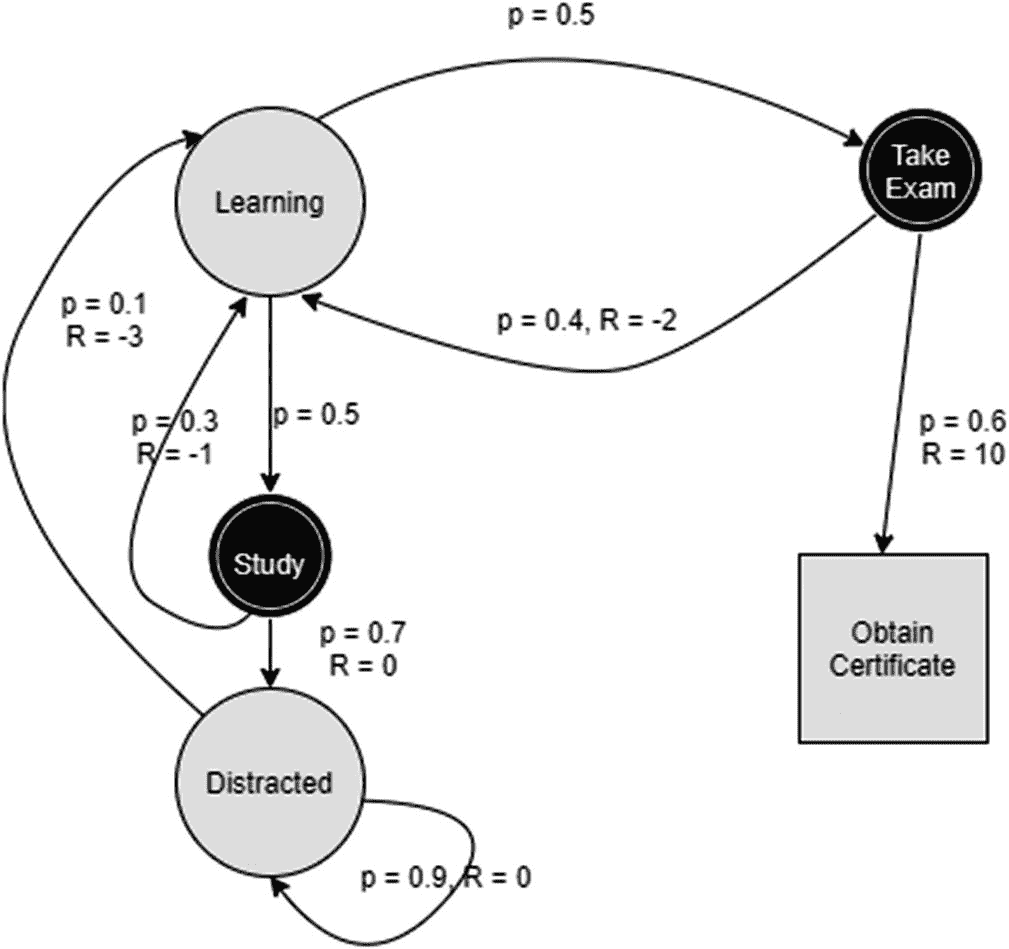 p = 0.5
Take
Exam
Learning
p = 0.1
R = -3
p = 0.4, R = -2
p = 0.3
R = -1
p = 0.5
p = 0.6
R = 10
Study
p = 0.7
R = 0
Obtain
Certificate
Distracted
p = 0.9, R = 0